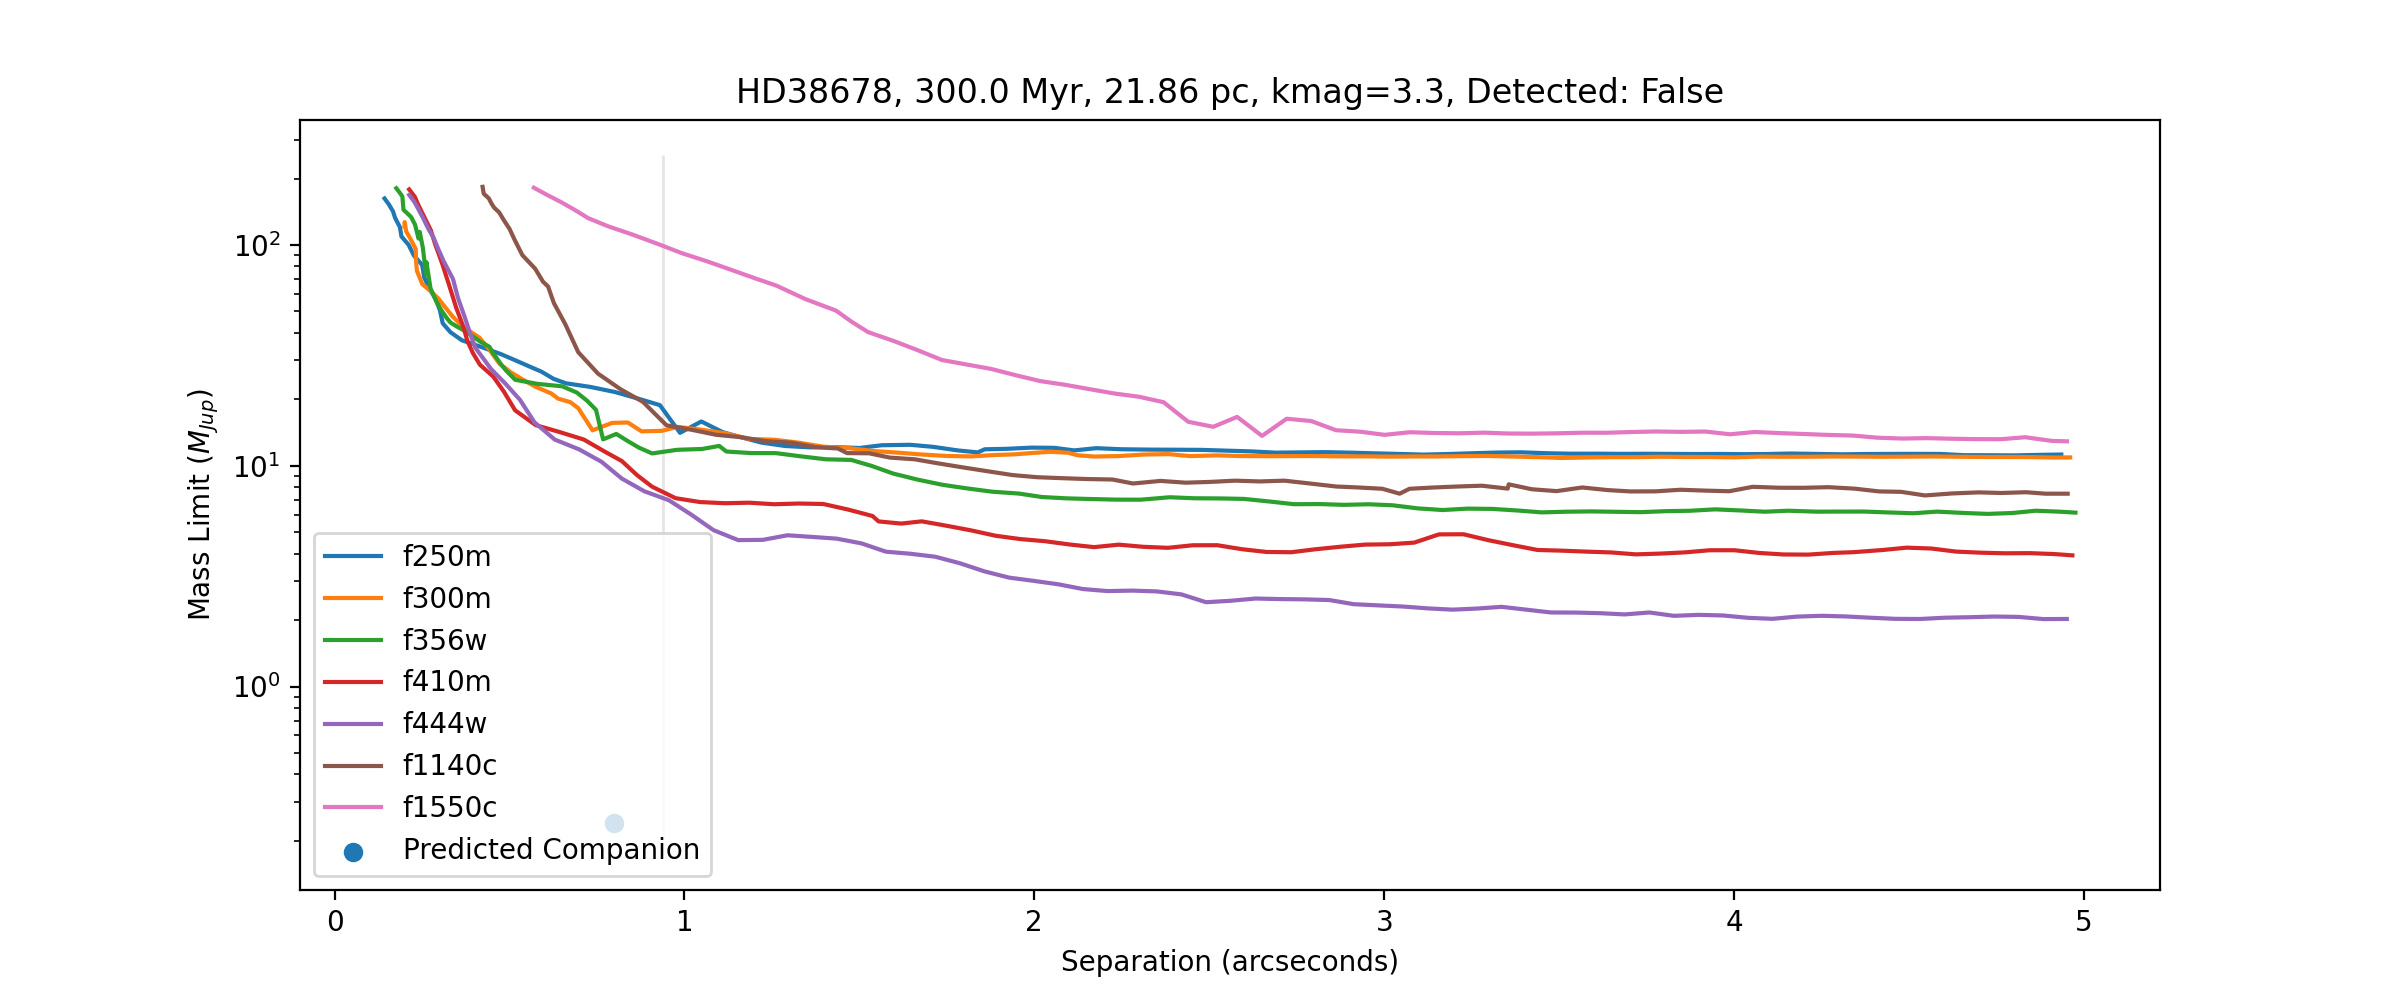 HD38678, 300.0 Myr, 21.86 pc, kmag=3.3, Detected: False
Mass Limit (M_Jup)
10²
10¹
10⁰
f250m
f300m
f356w
f410m
f444w
f1140c
f1550c
Predicted Companion
0 1 2 3 4 5
Separation (arcseconds)